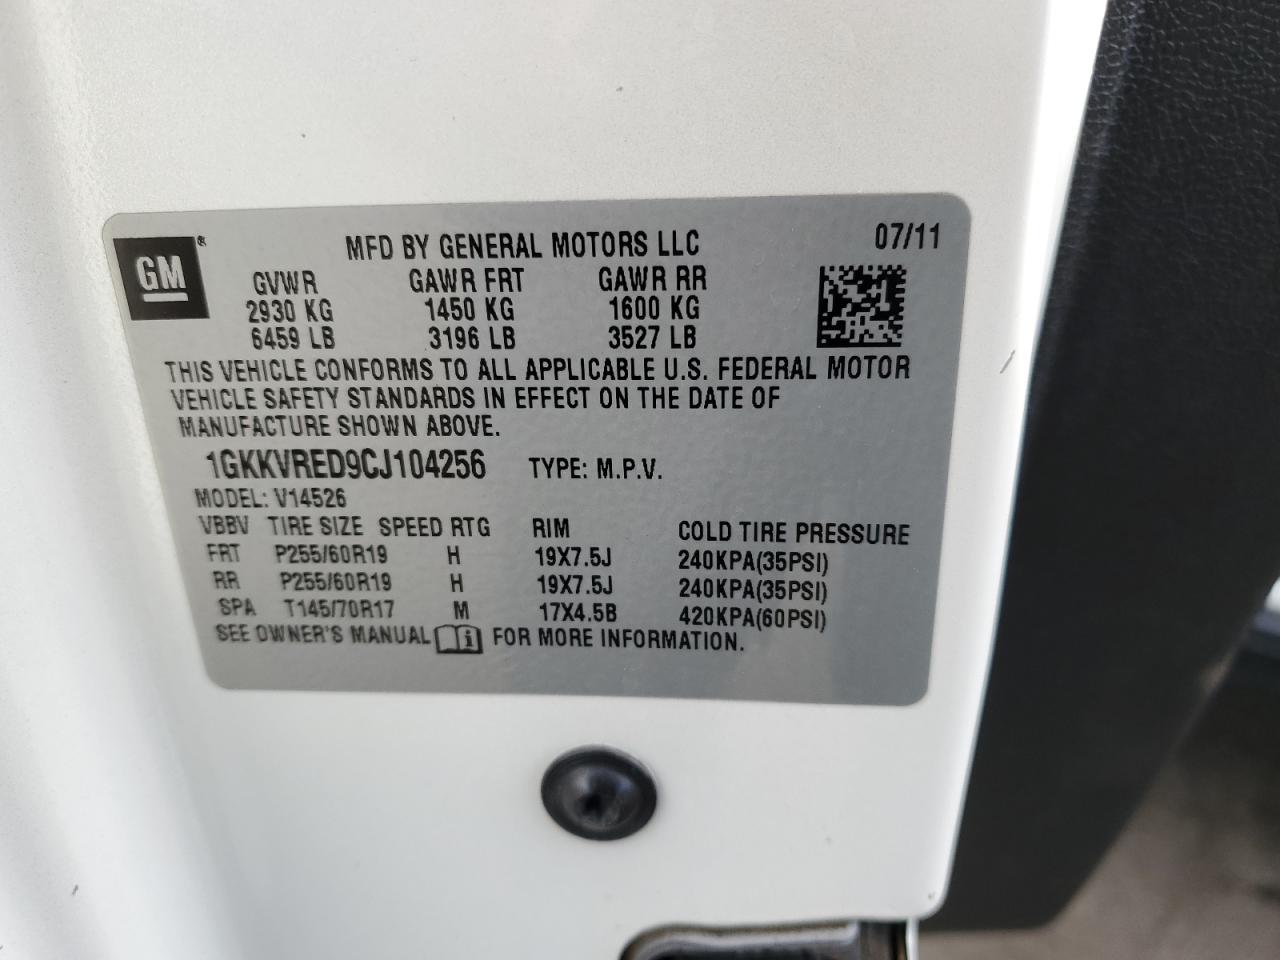 GM ®
MFD BY GENERAL MOTORS LLC 07/11
GVWR GAWR FRT GAWR RR
2930 KG 1450 KG 1600 KG
6459 LB 3196 LB 3527 LB
THIS VEHICLE CONFORMS TO ALL APPLICABLE U.S. FEDERAL MOTOR
VEHICLE SAFETY STANDARDS IN EFFECT ON THE DATE OF
MANUFACTURE SHOWN ABOVE.
1GKKVRED9CJ104256 TYPE: M.P.V.
MODEL: V14526
VBBV TIRE SIZE SPEED RTG RIM COLD TIRE PRESSURE
FRT P255/60R19 H 19X7.5J 240KPA(35PSI)
RR P255/60R19 H 19X7.5J 240KPA(35PSI)
SPA T145/70R17 M 17X4.5B 420KPA(60PSI)
SEE OWNER'S MANUAL i FOR MORE INFORMATION.